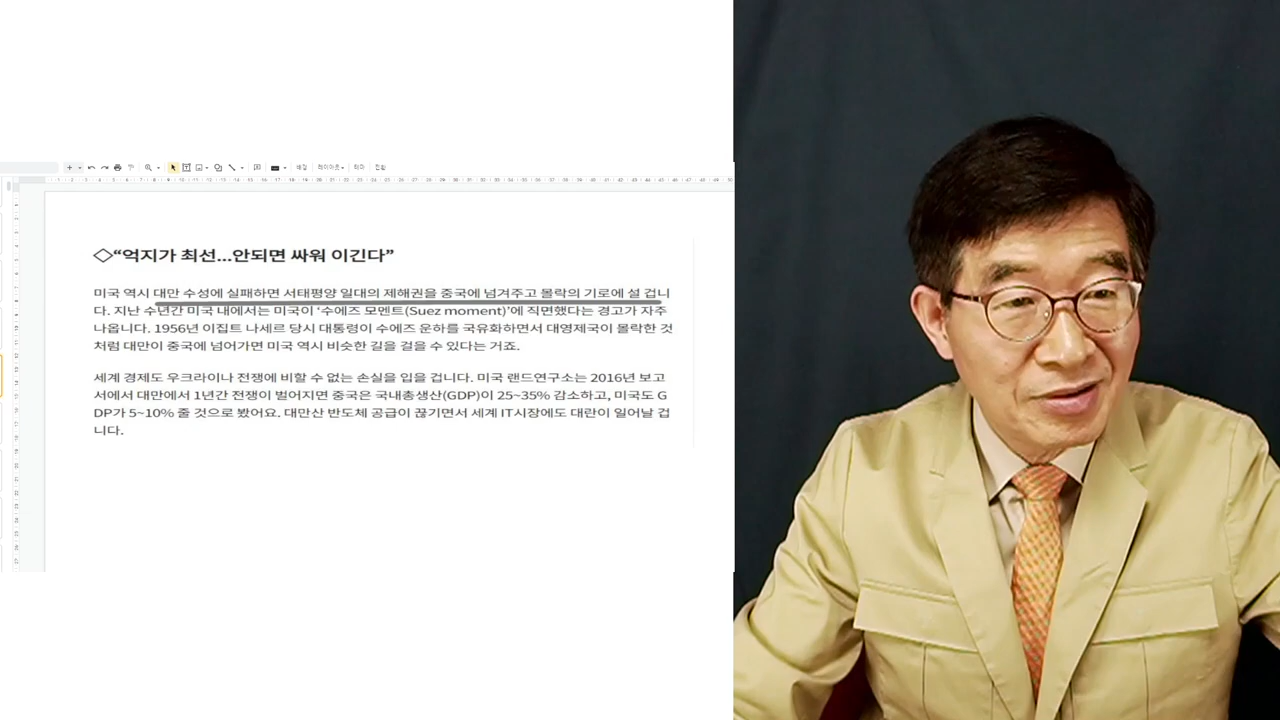 배경
레이아웃
테마
전환
◇“억지가 최선...안되면 싸워 이긴다”
미국 역시 대만 수성에 실패하면 서태평양 일대의 제해권을 중국에 넘겨주고 몰락의 기로에 설 겁니
다. 지난 수년간 미국 내에서는 미국이 ‘수에즈 모멘트(Suez moment)’에 직면했다는 경고가 자주
나옵니다. 1956년 이집트 나세르 당시 대통령이 수에즈 운하를 국유화하면서 대영제국이 몰락한 것
처럼 대만이 중국에 넘어가면 미국 역시 비슷한 길을 걸을 수 있다는 거죠.
세계 경제도 우크라이나 전쟁에 비할 수 없는 손실을 입을 겁니다. 미국 랜드연구소는 2016년 보고
서에서 대만에서 1년간 전쟁이 벌어지면 중국은 국내총생산(GDP)이 25~35% 감소하고, 미국도 G
DP가 5~10% 줄 것으로 봤어요. 대만산 반도체 공급이 끊기면서 세계 IT시장에도 대란이 일어날 겁
니다.